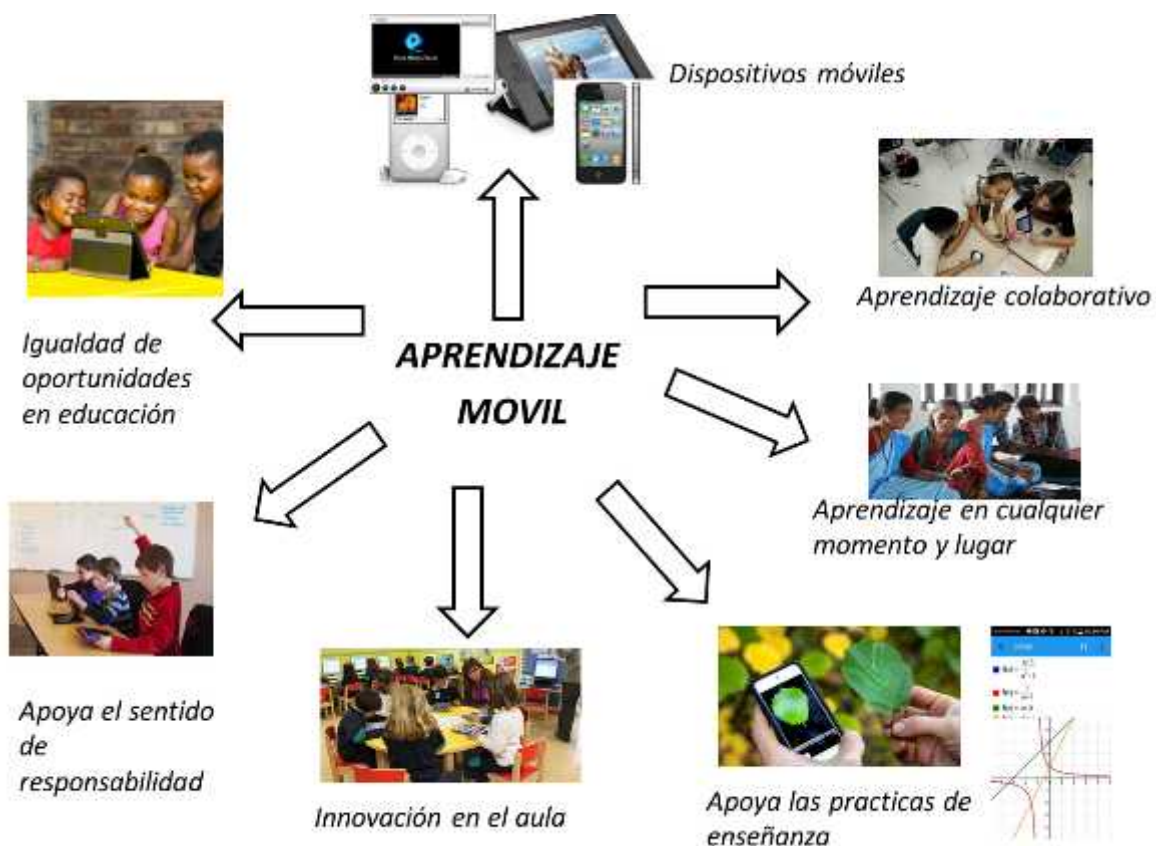 Dispositivos móviles
Aprendizaje colaborativo
Igualdad de
oportunidades
en educación
APRENDIZAJE
MOVIL
Aprendizaje en cualquier
momento y lugar
Apoya el sentido
de
responsabilidad
Innovación en el aula
Apoya las practicas de
enseñanza